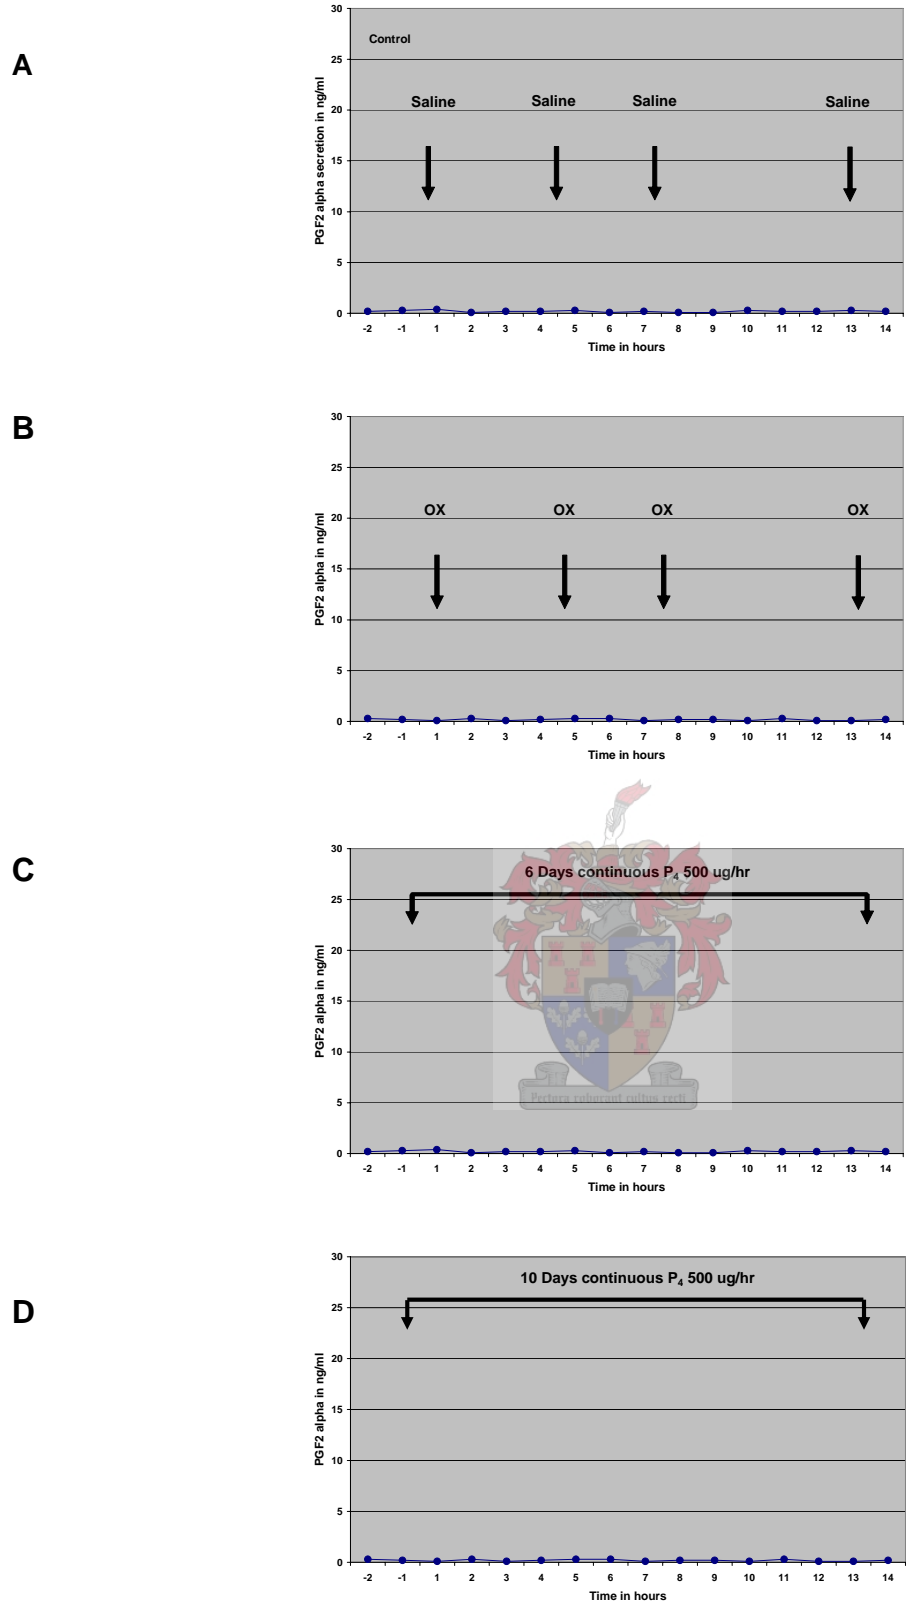 A
Control
Saline Saline Saline Saline
PGF2 alpha secretion in ng/ml
30
25
20
15
10
5
0
-2 -1 1 2 3 4 5 6 7 8 9 10 11 12 13 14
Time in hours
B
OX OX OX OX
PGF2 alpha in ng/ml
30
25
20
15
10
5
0
-2 -1 1 2 3 4 5 6 7 8 9 10 11 12 13 14
Time in hours
C
6 Days continuous P₄ 500 ug/hr
PGF2 alpha in ng/ml
30
25
20
15
10
5
0
Pectora roborant cultus recti
-2 -1 1 2 3 4 5 6 7 8 9 10 11 12 13 14
Time in hours
D
10 Days continuous P₄ 500 ug/hr
PGF2 alpha in ng/ml
30
25
20
15
10
5
0
-2 -1 1 2 3 4 5 6 7 8 9 10 11 12 13 14
Time in hours